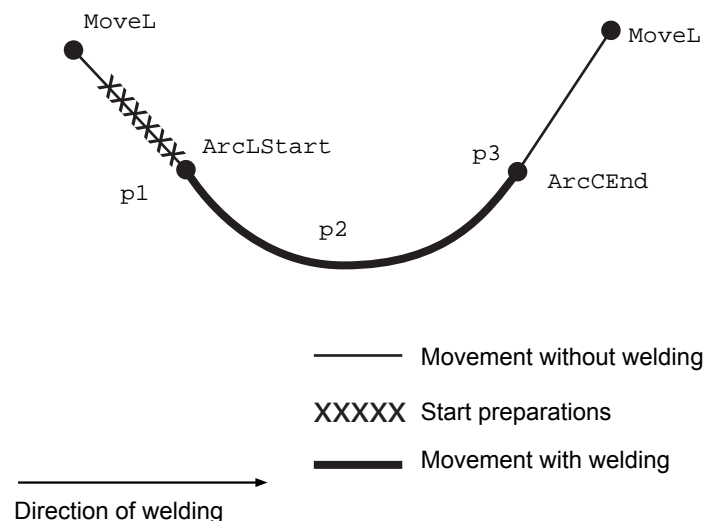 MoveL
MoveL
ArcLStart
p3
ArcCEnd
p1
p2
Movement without welding
XXXXX Start preparations
Movement with welding
Direction of welding